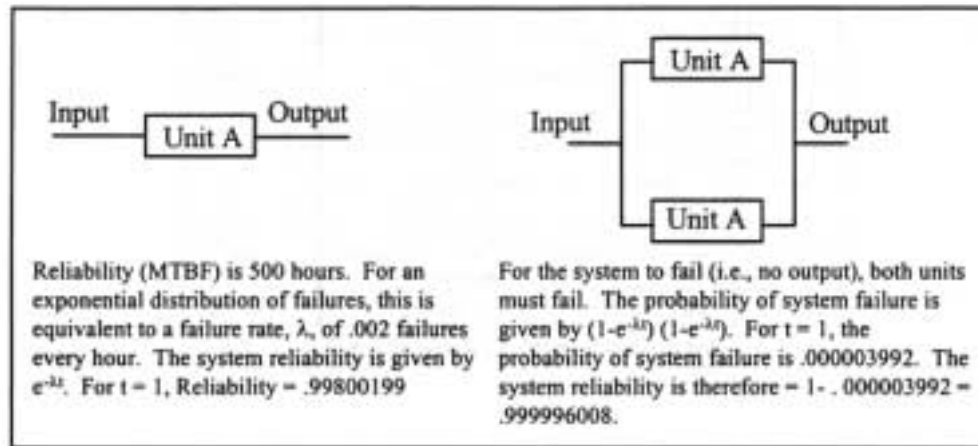 Input
Unit A
Output
Reliability (MTBF) is 500 hours. For an
exponential distribution of failures, this is
equivalent to a failure rate, λ, of .002 failures
every hour. The system reliability is given by
e^-λt. For t = 1, Reliability = .99800199
Unit A
Input
Output
Unit A
For the system to fail (i.e., no output), both units
must fail. The probability of system failure is
given by (1-e^-λt) (1-e^-λt). For t = 1, the
probability of system failure is .000003992. The
system reliability is therefore = 1- . 000003992 =
.999996008.